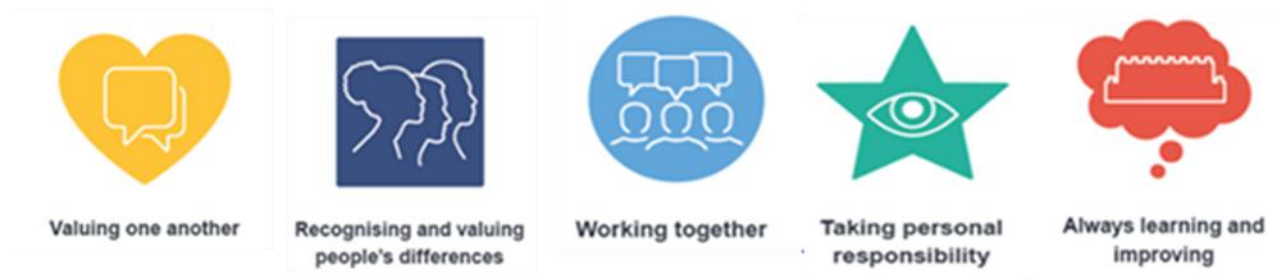 Valuing one another
Recognising and valuing
people's differences
Working together
Taking personal
responsibility
Always learning and
improving